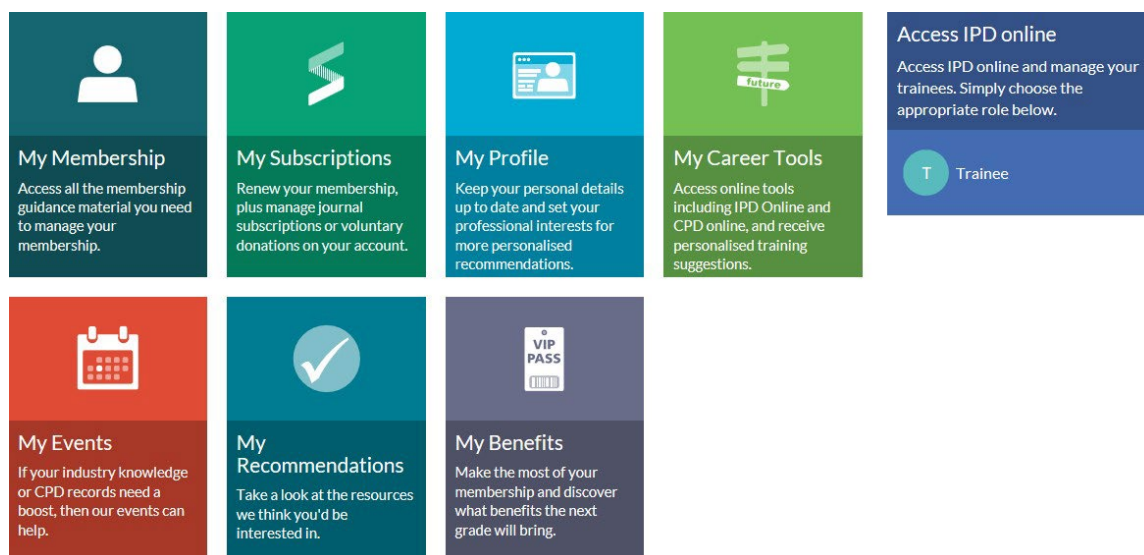 future
My Membership
Access all the membership
guidance material you need
to manage your
membership.
My Subscriptions
Renew your membership,
plus manage journal
subscriptions or voluntary
donations on your account.
My Profile
Keep your personal details
up to date and set your
professional interests for
more personalised
recommendations.
My Career Tools
Access online tools
including IPD Online and
CPD online, and receive
personalised training
suggestions.
Access IPD online
Access IPD online and manage your
trainees. Simply choose the
appropriate role below.
T Trainee
My Events
If your industry knowledge
or CPD records need a
boost, then our events can
help.
My
Recommendations
Take a look at the resources
we think you'd be
interested in.
VIP
PASS
My Benefits
Make the most of your
membership and discover
what benefits the next
grade will bring.